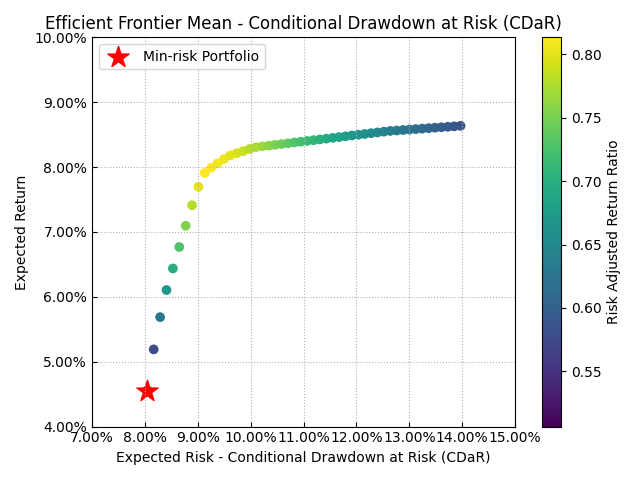 Efficient Frontier Mean - Conditional Drawdown at Risk (CDaR)
Min-risk Portfolio
10.00%
9.00%
8.00%
7.00%
6.00%
5.00%
4.00%
Expected Return
7.00% 8.00% 9.00% 10.00% 11.00% 12.00% 13.00% 14.00% 15.00%
Expected Risk - Conditional Drawdown at Risk (CDaR)
0.80
0.75
0.70
0.65
0.60
0.55
Risk Adjusted Return Ratio